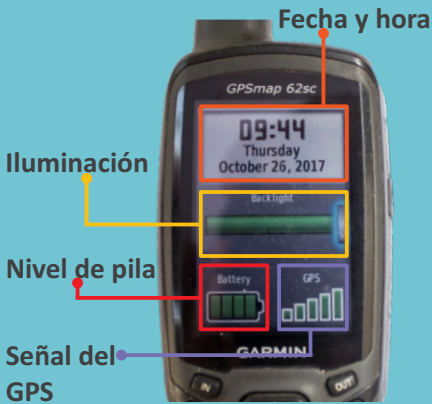 Fecha y hora
GPSmap 62sc
09:44
Thursday
October 26, 2017
Iluminación
Backlight
Nivel de pila
Battery
GPS
Señal del
GPS
GARMIN
IN
OUT